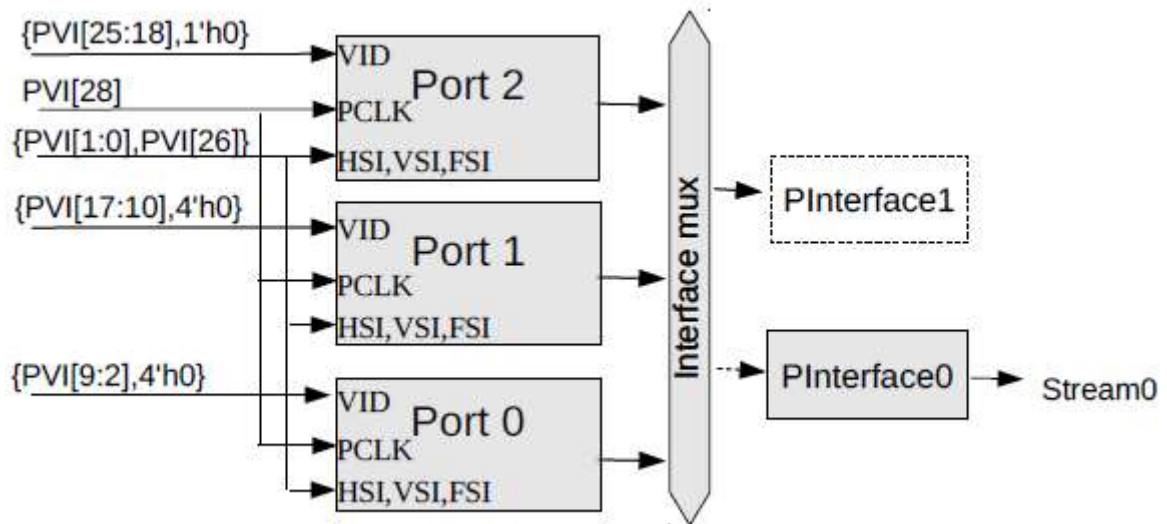 {PVI[25:18],1'h0}
VID
Port 2
PVI[28]
PCLK
{PVI[1:0],PVI[26]}
HSI,VSI,FSI
{PVI[17:10],4'h0}
VID
Port 1
PCLK
HSI,VSI,FSI
{PVI[9:2],4'h0}
VID
Port 0
PCLK
HSI,VSI,FSI
Interface mux
PInterface1
PInterface0
Stream0